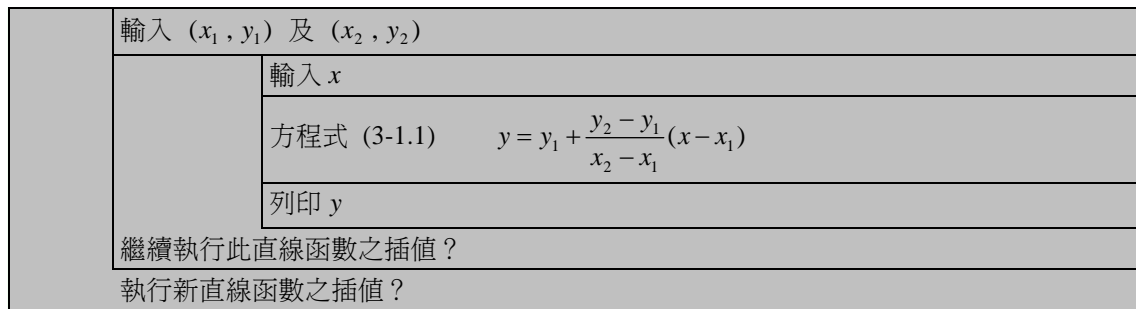 輸入 (x₁ , y₁) 及 (x₂ , y₂)
輸入 x
方程式 (3-1.1) y = y₁ + \frac{y₂ − y₁}{x₂ − x₁}(x − x₁)
列印 y
繼續執行此直線函數之插值？
執行新直線函數之插值？